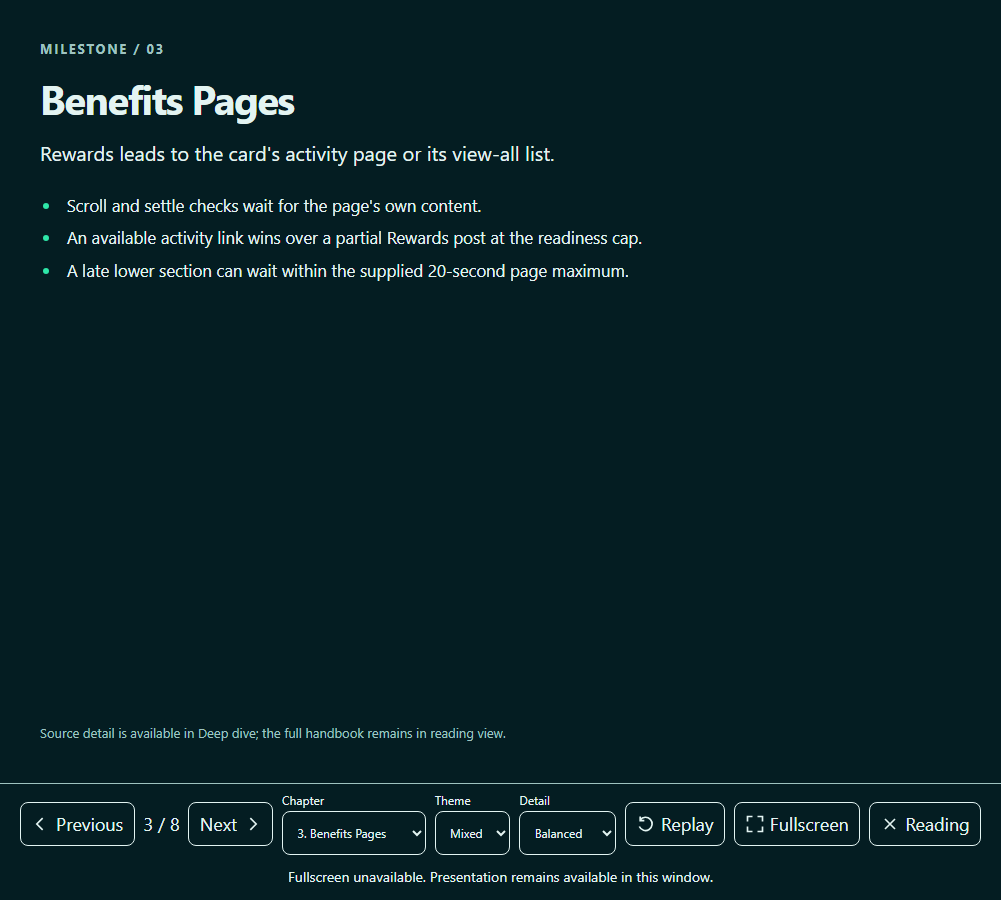 MILESTONE / 03
Benefits Pages
Rewards leads to the card's activity page or its view-all list.
Scroll and settle checks wait for the page's own content.
An available activity link wins over a partial Rewards post at the readiness cap.
A late lower section can wait within the supplied 20-second page maximum.
Source detail is available in Deep dive; the full handbook remains in reading view.
Chapter Theme Detail
Previous 3 / 8 Next 3. Benefits Pages Mixed Balanced Replay Fullscreen Reading
Fullscreen unavailable. Presentation remains available in this window.